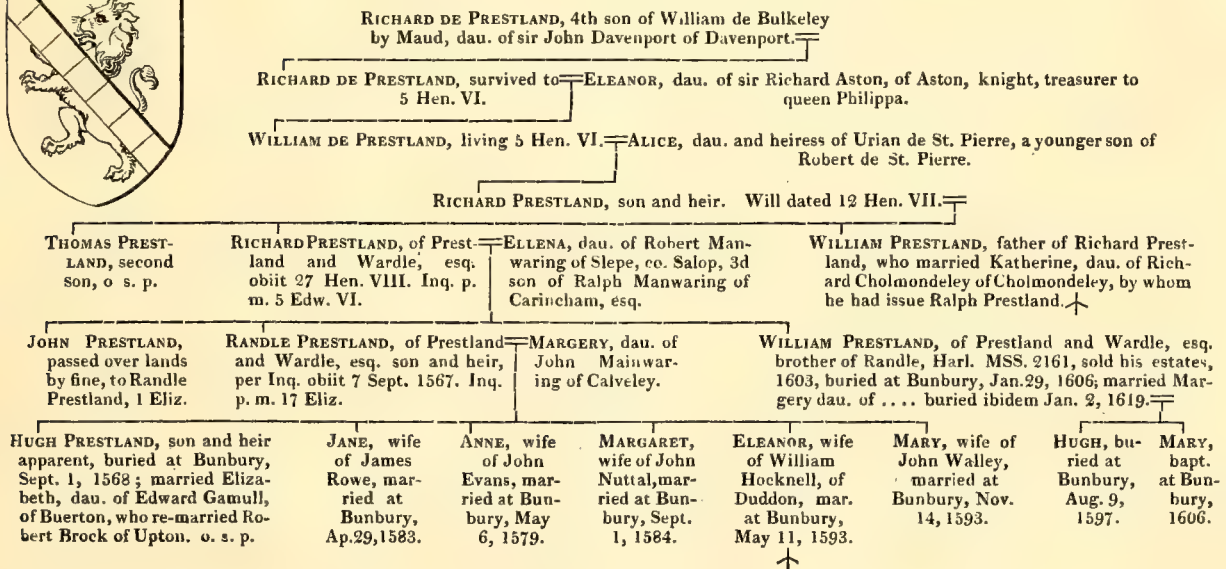 RICHARD DE PRESTLAND, 4th son of William de Bulkeley
by Maud, dau. of sir John Davenport of Davenport.
RICHARD DE PRESTLAND, survived to
5 Hen. VI.
ELEANOR, dau. of sir Richard Aston, of Aston, knight, treasurer to
queen Philippa.
WILLIAM DE PRESTLAND, living 5 Hen. VI.
ALICE, dau. and heiress of Urian de St. Pierre, a younger son of
Robert de St. Pierre.
RICHARD PRESTLAND, son and heir. Will dated 12 Hen. VII.
THOMAS PREST-
LAND, second
son, o s. p.
RICHARD PRESTLAND, of Prest-
land and Wardle, esq.
obiit 27 Hen. VIII. Inq. p.
m. 5 Edw. VI.
ELLENA, dau. of Robert Man-
waring of Slepe, co. Salop, 3d
son of Ralph Manwaring of
Carincham, esq.
WILLIAM PRESTLAND, father of Richard Prest-
land, who married Katherine, dau. of Rich-
ard Cholmondeley of Cholmondeley, by whom
he had issue Ralph Prestland.
JOHN PRESTLAND,
passed over lands
by fine, to Randle
Prestland, 1 Eliz.
RANDLE PRESTLAND, of Prestland
and Wardle, esq. son and heir,
per Inq. obiit 7 Sept. 1567. Inq.
p. m. 17 Eliz.
MARGERY, dau. of
John Mainwar-
ing of Calveley.
WILLIAM PRESTLAND, of Prestland and Wardle, esq.
brother of Randle, Harl. MSS. 2161, sold his estates,
1603, buried at Bunbury, Jan. 29, 1606; married Mar-
gery dau. of .... buried ibidem Jan. 2, 1619.
HUGH PRESTLAND, son and heir
apparent, buried at Bunbury,
Sept. 1, 1568; married Eliza-
beth, dau. of Edward Gamull,
of Buerton, who re-married Ro-
bert Brock of Upton. o. s. p.
JANE, wife
of James
Rowe, mar-
ried at
Bunbury,
Ap. 29, 1583.
ANNE, wife
of John
Evans, mar-
ried at Bun-
bury, May
6, 1579.
MARGARET,
wife of John
Nuttal, mar-
ried at Bun-
bury, Sept.
1, 1584.
ELEANOR, wife
of William
Hocknell, of
Duddon, mar.
at Bunbury,
May 11, 1593.
MARY, wife of
John Walley,
married at
Bunbury, Nov.
14, 1593.
HUGH, bu-
ried at
Bunbury,
Aug. 9,
1597.
MARY,
bapt.
at Bun-
bury,
1606.